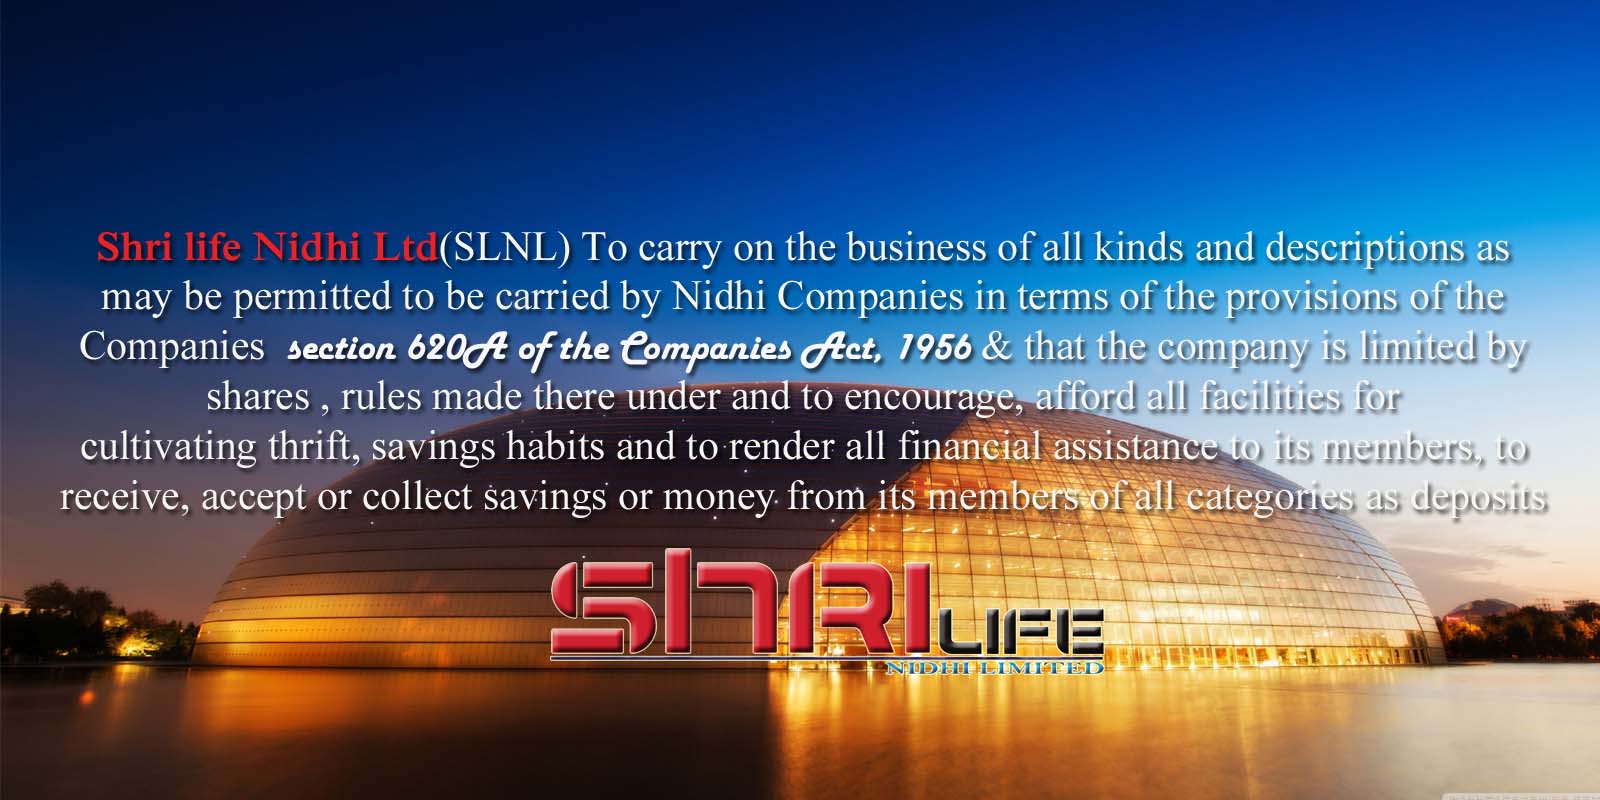 Shri life Nidhi Ltd(SLNL) To carry on the business of all kinds and descriptions as
may be permitted to be carried by Nidhi Companies in terms of the provisions of the
Companies section 620A of the Companies Act, 1956 & that the company is limited by
shares , rules made there under and to encourage, afford all facilities for
cultivating thrift, savings habits and to render all financial assistance to its members, to
receive, accept or collect savings or money from its members of all categories as deposits
SHRI LIFE
NIDHI LIMITED